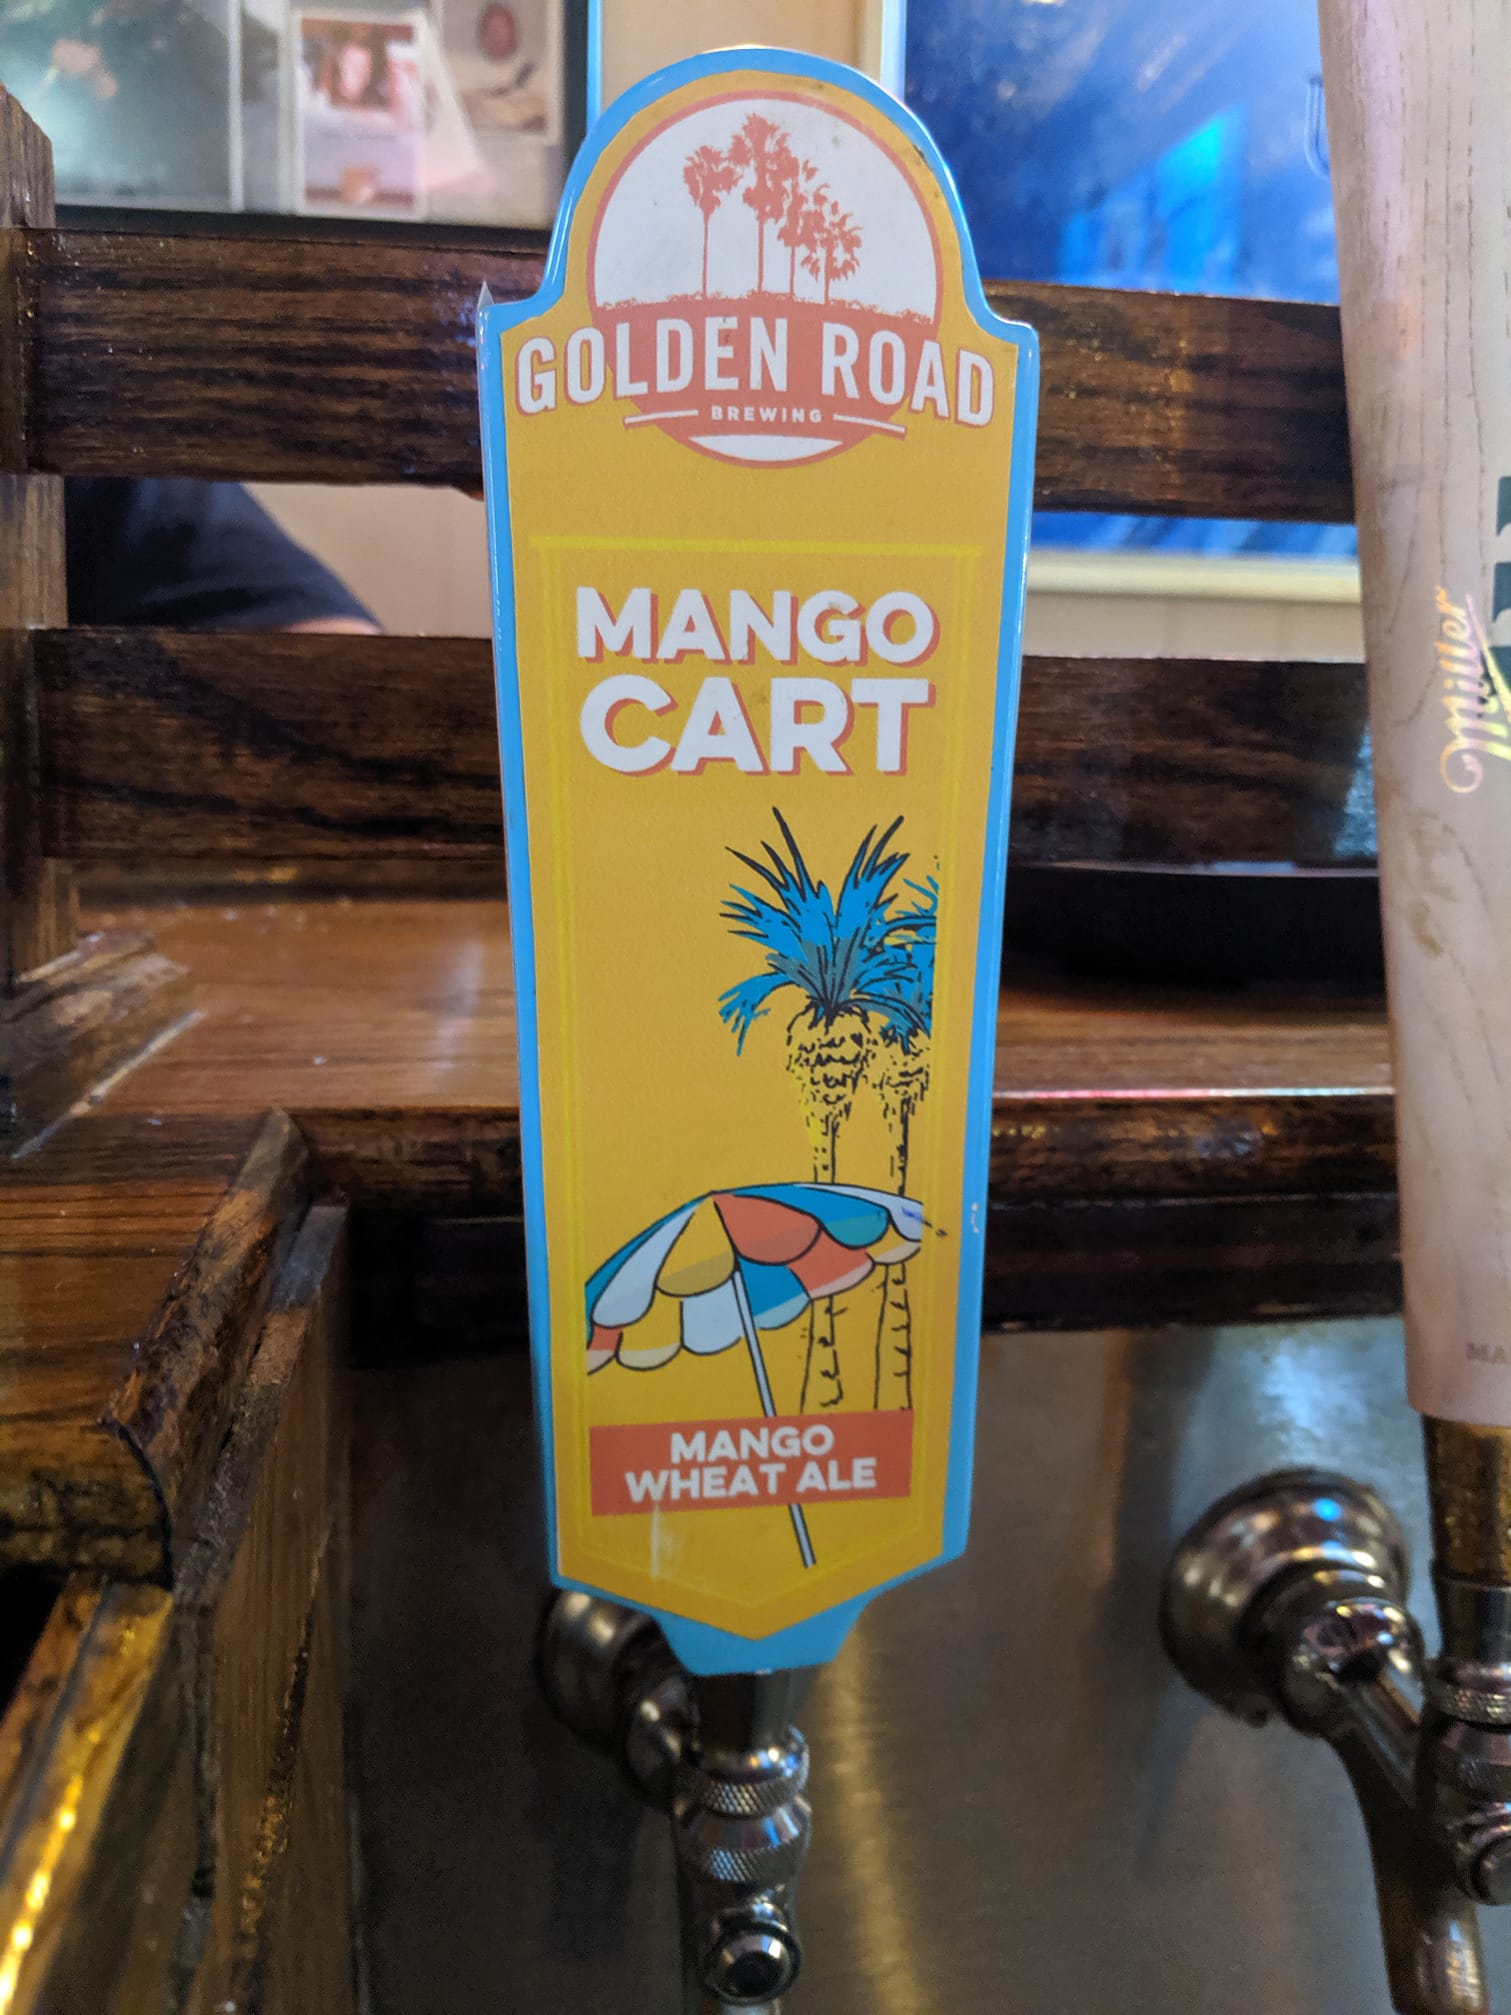 GOLDEN ROAD
BREWING
MANGO
CART
MANGO
WHEAT ALE
Miller